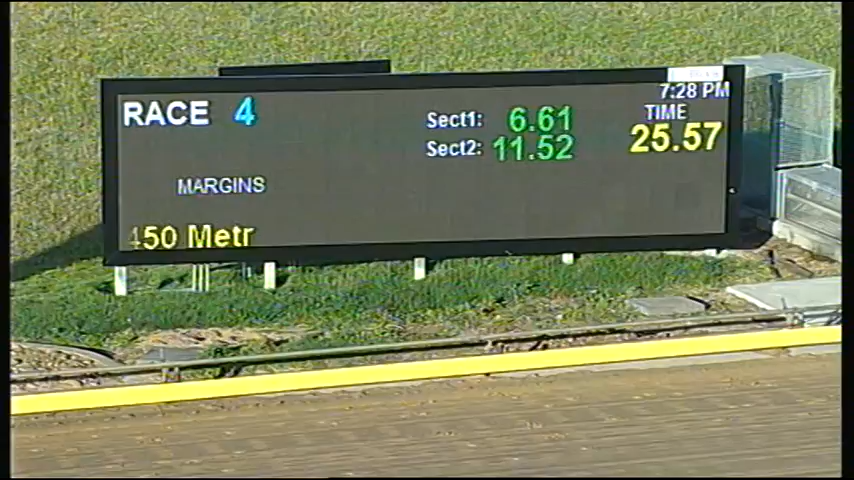 7:28 PM
RACE 4
Sect1: 6.61
TIME
Sect2: 11.52
25.57
MARGINS
450 Metr